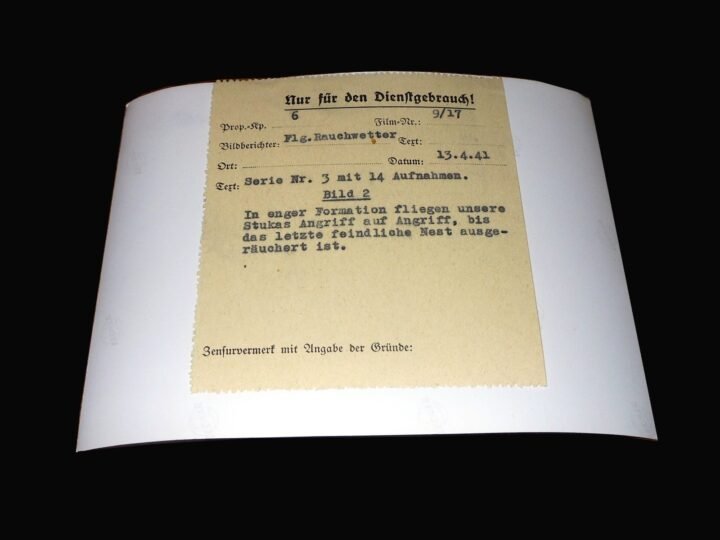 Nur für den Dienstgebrauch!
Prop.-Kp. 6 Film-Nr.: 9/17
Bildberichter: Flg. Rauchwetter Text:
Ort: Datum: 13.4.41
Text: Serie Nr. 3 mit 14 Aufnahmen.
Bild 2
In enger Formation fliegen unsere
Stukas Angriff auf Angriff, bis
das letzte feindliche Nest ausge-
räuchert ist.
Zensurvermerk mit Angabe der Gründe: